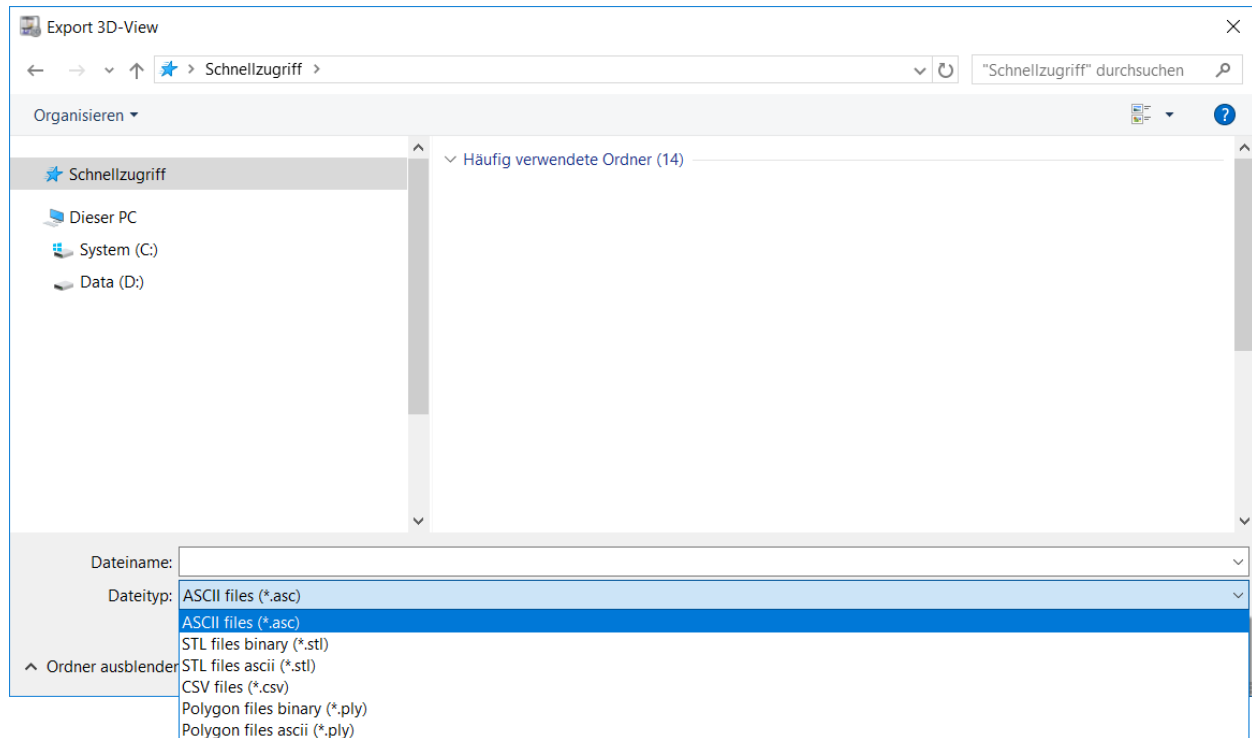 Export 3D-View
Schnellzugriff
"Schnellzugriff" durchsuchen
Organisieren
?
Schnellzugriff
Häufig verwendete Ordner (14)
Dieser PC
System (C:)
Data (D:)
Dateiname:
Dateityp: ASCII files (*.asc)
ASCII files (*.asc)
STL files binary (*.stl)
Ordner ausblenden STL files ascii (*.stl)
CSV files (*.csv)
Polygon files binary (*.ply)
Polygon files ascii (*.ply)